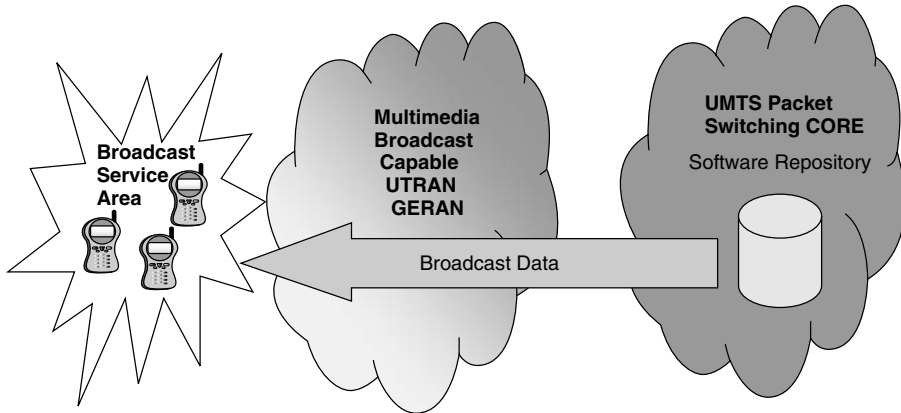 Broadcast
Service
Area
Multimedia
Broadcast
Capable
UTRAN
GERAN
UMTS Packet
Switching CORE
Software Repository
Broadcast Data